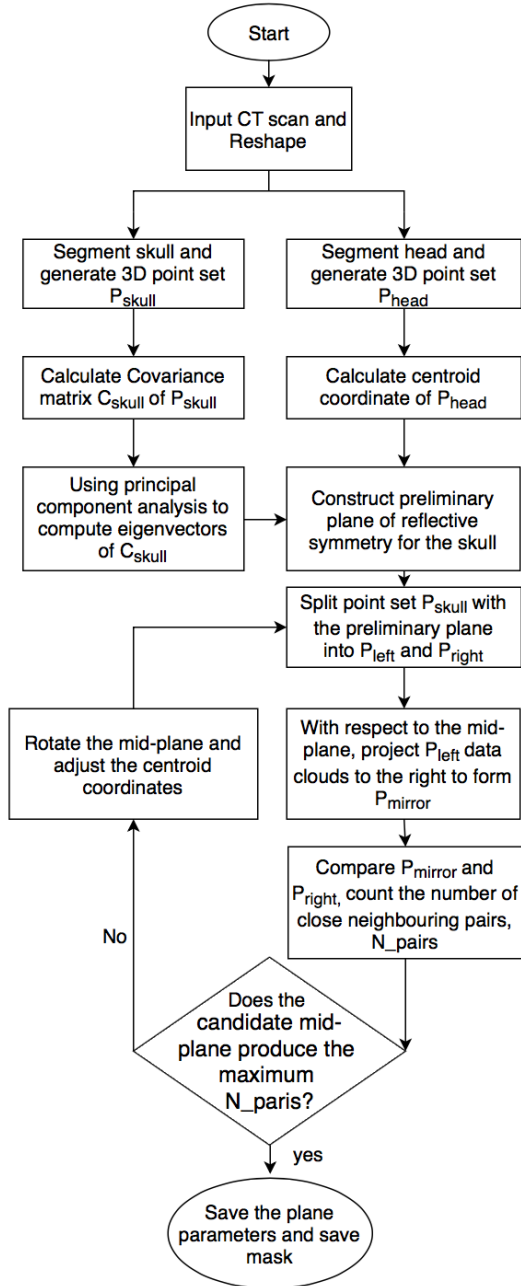 Start
Input CT scan and
Reshape
Segment skull and
generate 3D point set
Pskull
Segment head and
generate 3D point set
Phead
Calculate Covariance
matrix Cskull of Pskull
Calculate centroid
coordinate of Phead
Using principal
component analysis to
compute eigenvectors
of Cskull
Construct preliminary
plane of reflective
symmetry for the skull
Split point set Pskull with
the preliminary plane
into Pleft and Pright
Rotate the mid-plane and
adjust the centroid
coordinates
With respect to the mid-
plane, project Pleft data
clouds to the right to form
Pmirror
Compare Pmirror and
Pright, count the number of
close neighbouring pairs,
N_pairs
No
Does the
candidate mid-
plane produce the
maximum
N_paris?
yes
Save the plane
parameters and save
mask